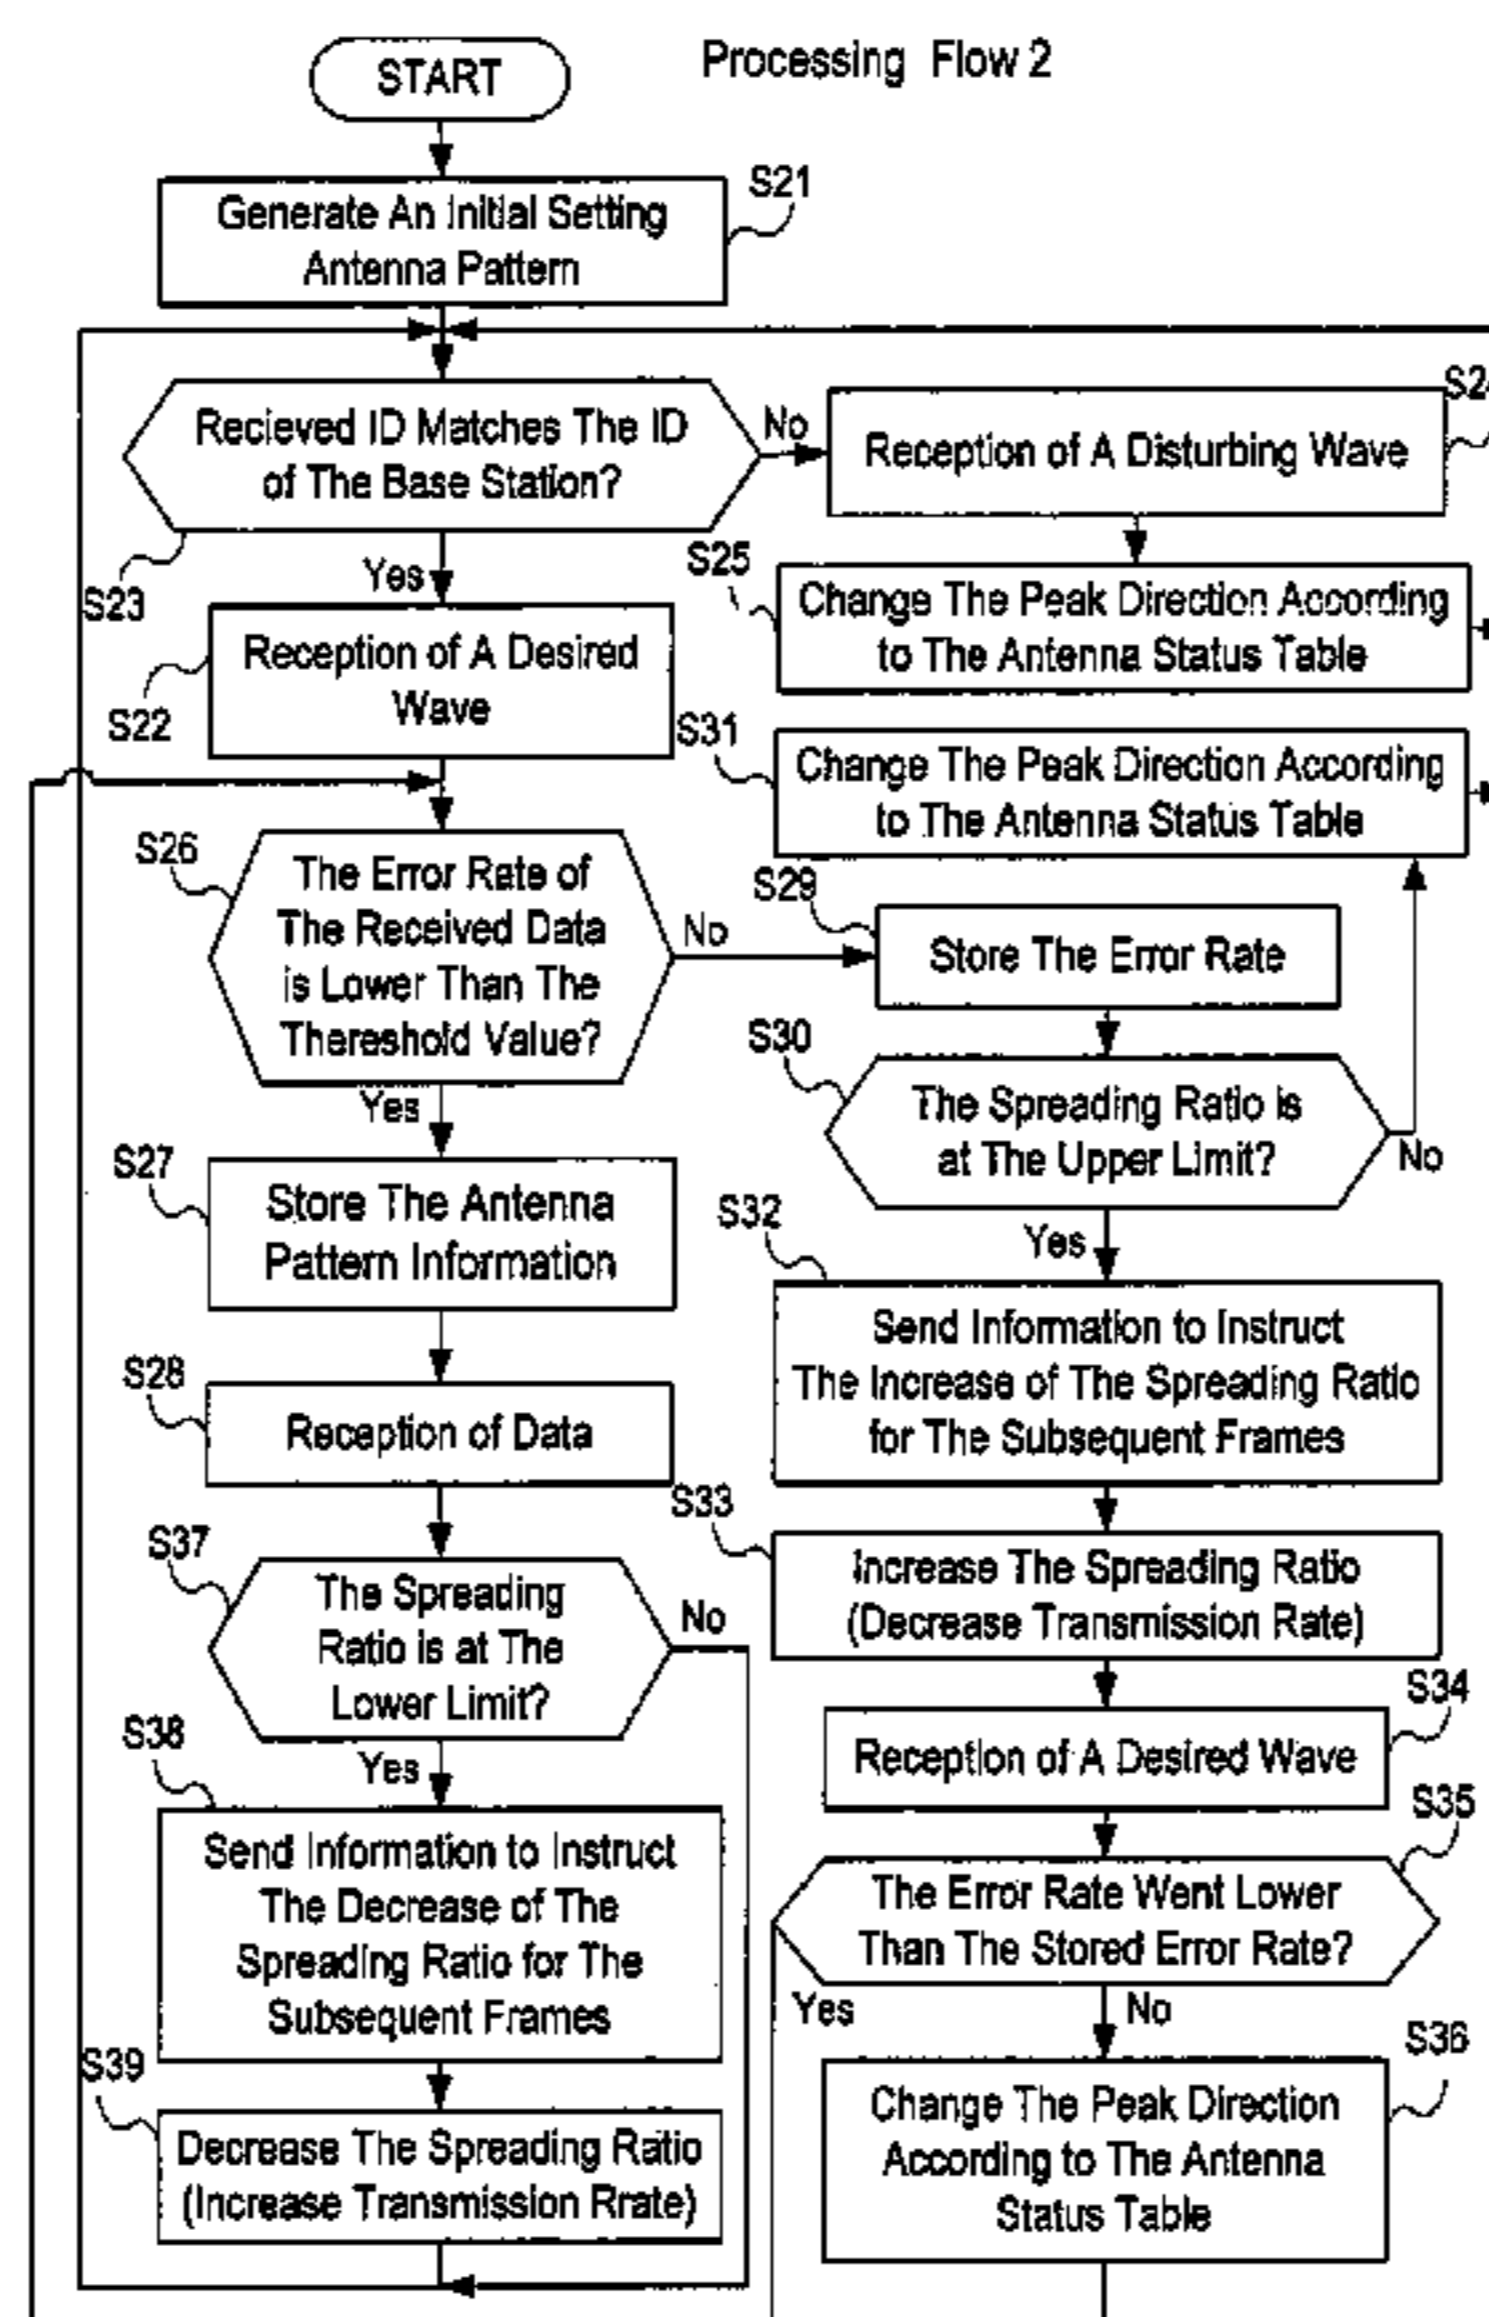 Processing Flow 2
START
S21
Generate An Initial Setting
Antenna Pattern
Recieved ID Matches The ID
of The Base Station?
No
S23
Yes
Reception of A Disturbing Wave
S25
Change The Peak Direction According
to The Antenna Status Table
Reception of A Desired
Wave
S22
S31
Change The Peak Direction According
to The Antenna Status Table
S26
The Error Rate of
The Received Data
is Lower Than The
Thereshold Value?
No
Yes
S29
Store The Error Rate
S30
The Spreading Ratio is
at The Upper Limit?
No
Yes
S27
Store The Antenna
Pattern Information
S32
Send Information to Instruct
The Increase of The Spreading Ratio
for The Subsequent Frames
S28
Reception of Data
S33
Increase The Spreading Ratio
(Decrease Transmission Rate)
S37
The Spreading
Ratio is at The
Lower Limit?
No
Yes
S34
Reception of A Desired Wave
S38
Send Information to Instruct
The Decrease of The
Spreading Ratio for The
Subsequent Frames
S35
The Error Rate Went Lower
Than The Stored Error Rate?
Yes
No
S39
Decrease The Spreading Ratio
(Increase Transmission Rrate)
S36
Change The Peak Direction
According to The Antenna
Status Table